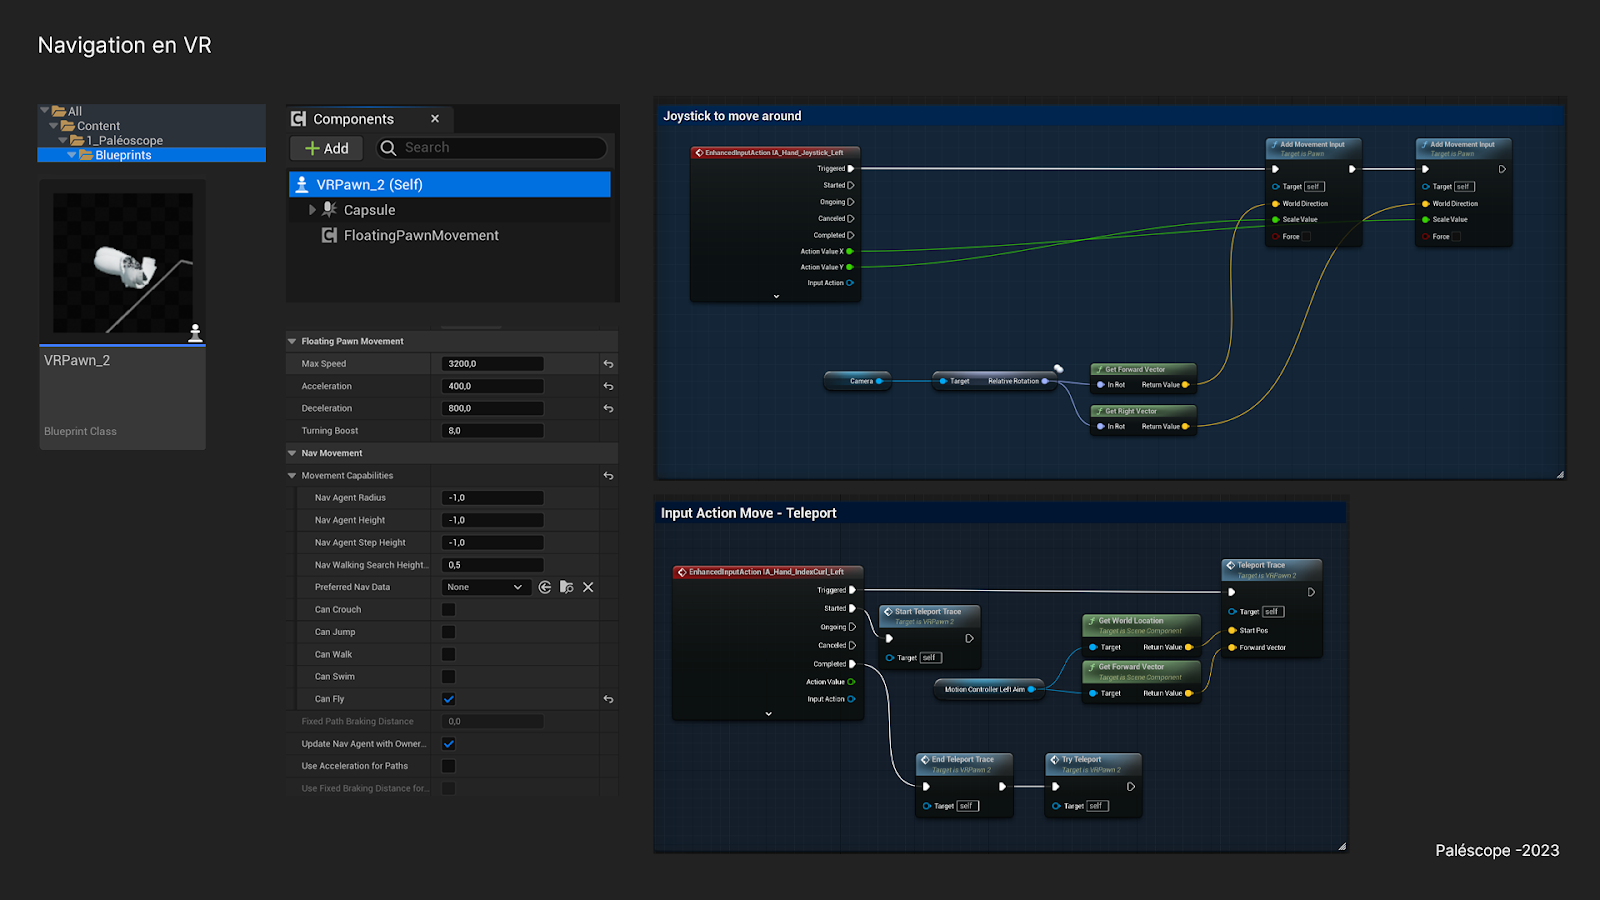 Navigation en VR
All
Content
1_Paléoscope
Blueprints
VRPawn_2
Blueprint Class
Components
Add
Search
VRPawn_2 (Self)
Capsule
FloatingPawnMovement
Floating Pawn Movement
Max Speed 3200,0
Acceleration 400,0
Deceleration 800,0
Turning Boost 8,0
Nav Movement
Movement Capabilities
Nav Agent Radius -1,0
Nav Agent Height -1,0
Nav Agent Step Height -1,0
Nav Walking Search Height... 0,5
Preferred Nav Data None
Can Crouch
Can Jump
Can Walk
Can Swim
Can Fly
Fixed Path Braking Distance 0,0
Update Nav Agent with Owner...
Use Acceleration for Paths
Use Fixed Braking Distance for...
Joystick to move around
EnhancedInputAction IA_Hand_Joystick_Left
Triggered
Started
Ongoing
Canceled
Completed
Action Value X
Action Value Y
Input Action
Add Movement Input
Target is Pawn
Target self
World Direction
Scale Value
Force
Add Movement Input
Target is Pawn
Target self
World Direction
Scale Value
Force
Camera
Target Relative Rotation
Get Forward Vector
In Rot Return Value
Get Right Vector
In Rot Return Value
Input Action Move - Teleport
EnhancedInputAction IA_Hand_IndexCurl_Left
Triggered
Started
Ongoing
Canceled
Completed
Action Value
Input Action
Start Teleport Trace
Target is VRPawn 2
Target self
Motion Controller Left Aim
Get World Location
Target is Scene Component
Target Return Value
Get Forward Vector
Target is Scene Component
Target Return Value
Teleport Trace
Target is VRPawn 2
Target self
Start Pos
Forward Vector
End Teleport Trace
Target is VRPawn 2
Target self
Try Teleport
Target is VRPawn 2
Target self
Paléscope -2023